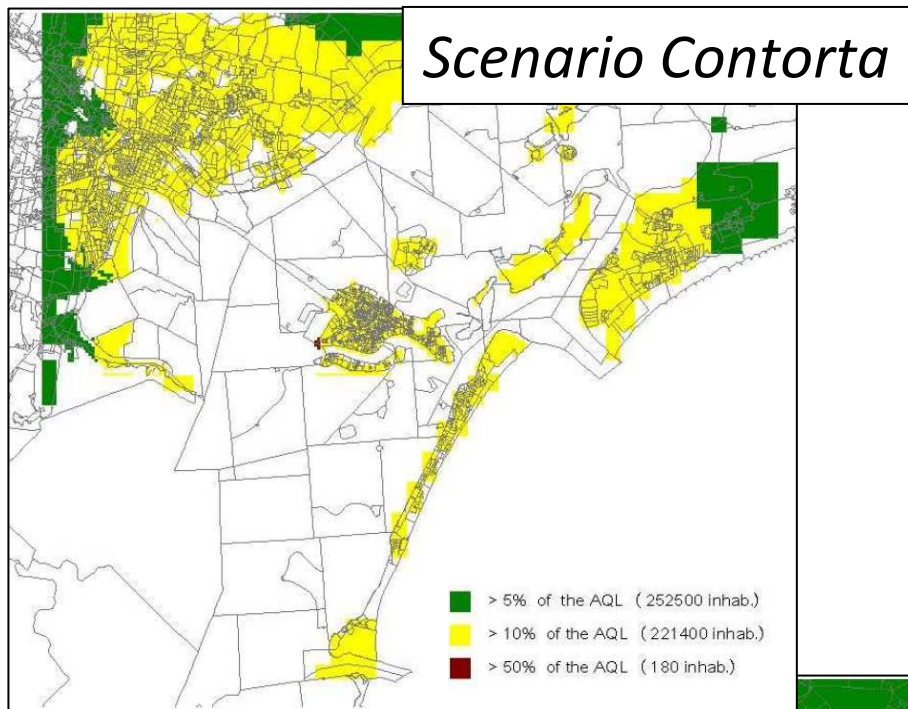 Scenario Contorta
> 5% of the AQL ( 252500 inhab.)
> 10% of the AQL ( 221400 inhab.)
> 50% of the AQL ( 180 inhab.)